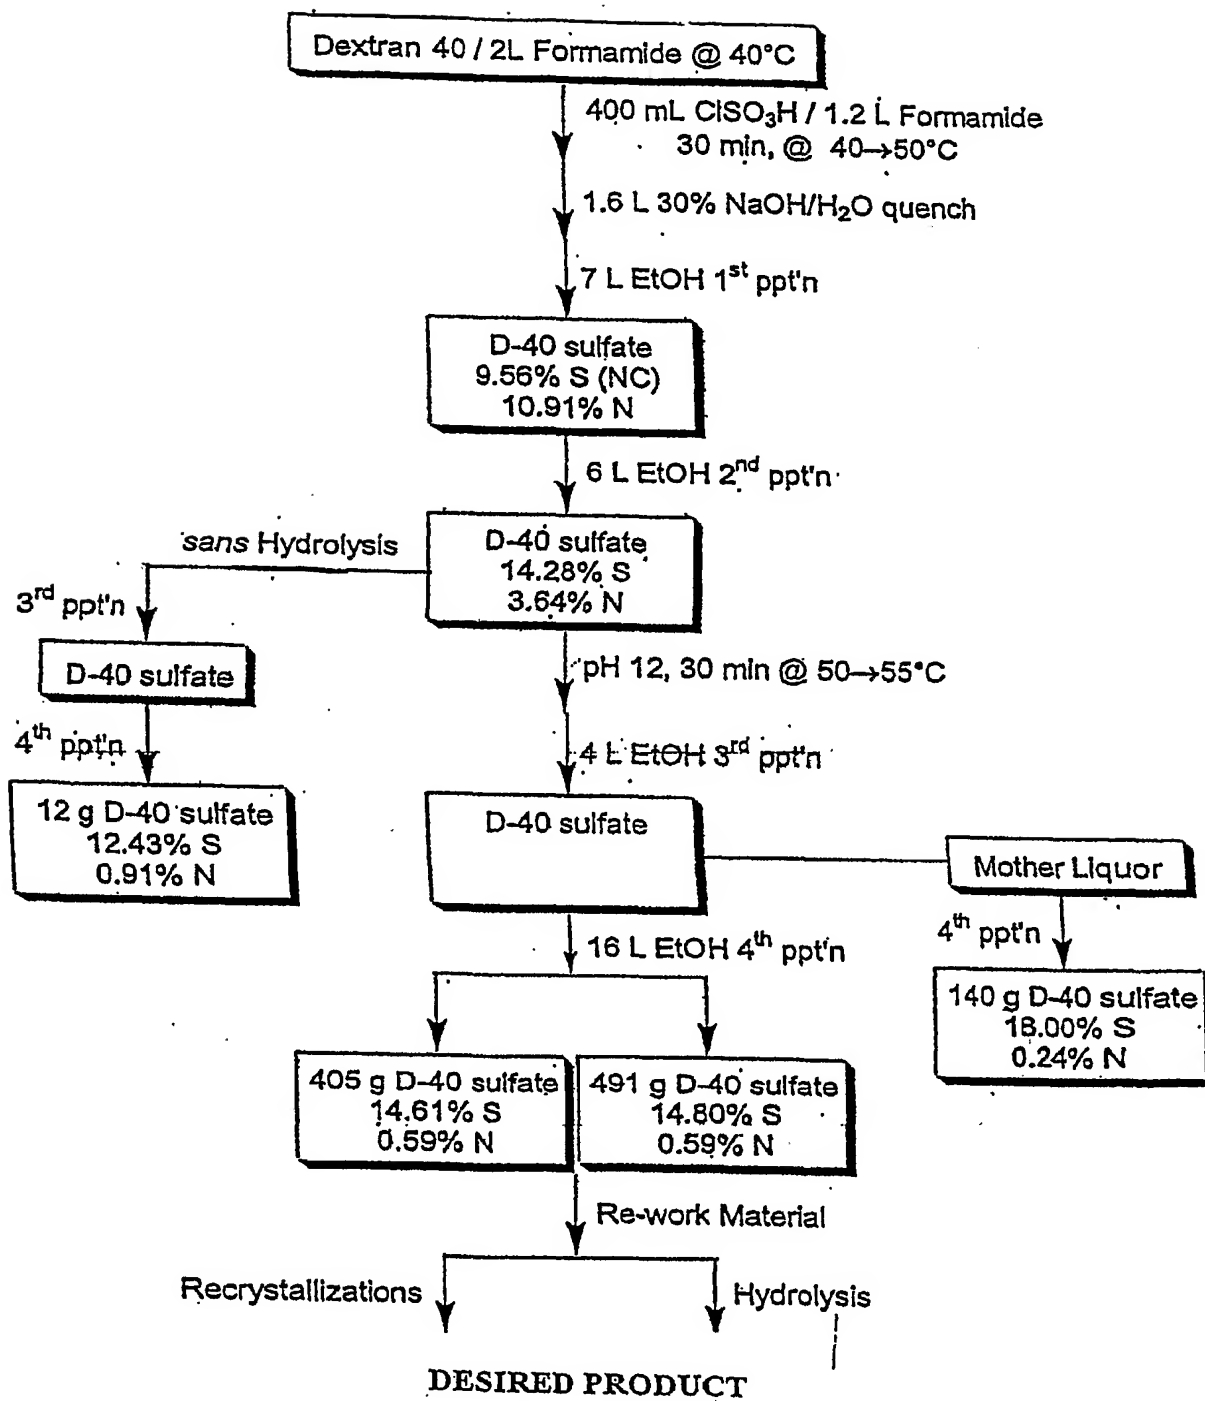 Dextran 40 / 2L Formamide @ 40°C
400 mL ClSO₃H / 1.2 L Formamide
30 min, @ 40→50°C
1.6 L 30% NaOH/H₂O quench
7 L EtOH 1st ppt'n
D-40 sulfate
9.56% S (NC)
10.91% N
6 L EtOH 2nd ppt'n
sans Hydrolysis
D-40 sulfate
14.28% S
3.64% N
3rd ppt'n
D-40 sulfate
pH 12, 30 min @ 50→55°C
4th ppt'n
4 L EtOH 3rd ppt'n
12 g D-40 sulfate
12.43% S
0.91% N
D-40 sulfate
Mother Liquor
16 L EtOH 4th ppt'n
4th ppt'n
140 g D-40 sulfate
18.00% S
0.24% N
405 g D-40 sulfate
14.61% S
0.59% N
491 g D-40 sulfate
14.80% S
0.59% N
Re-work Material
Recrystallizations
Hydrolysis
DESIRED PRODUCT